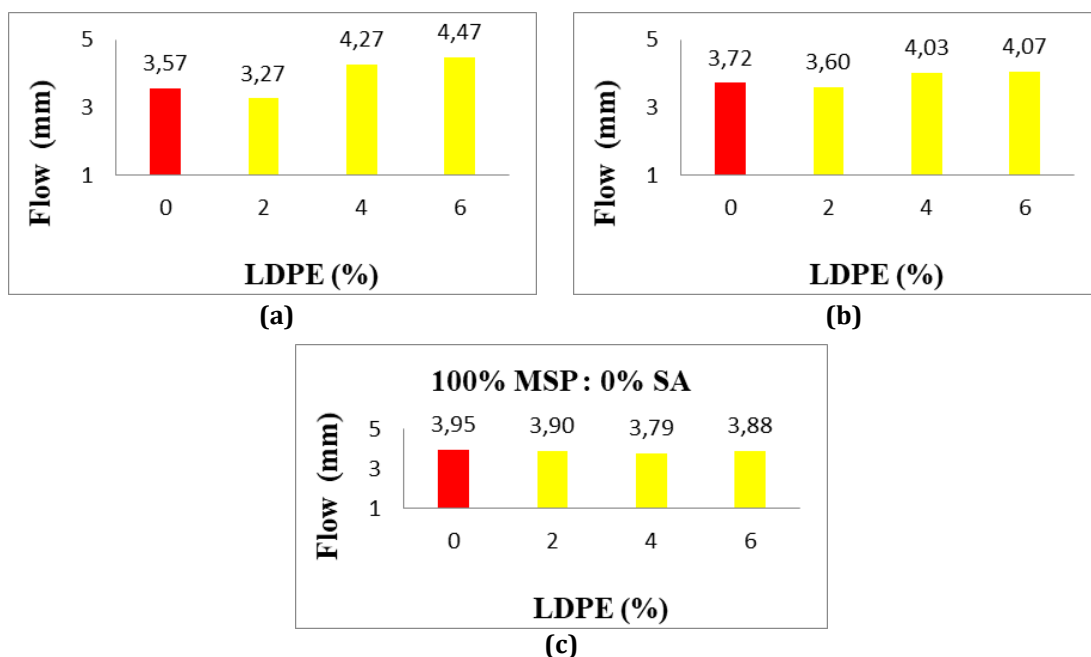 5
3,57
3,27
4,27
4,47
3
1
Flow (mm)
0 2 4 6
LDPE (%)
(a)
5
3,72
3,60
4,03
4,07
3
1
Flow (mm)
0 2 4 6
LDPE (%)
(b)
100% MSP : 0% SA
5
3,95 3,90 3,79 3,88
3
1
Flow (mm)
0 2 4 6
LDPE (%)
(c)